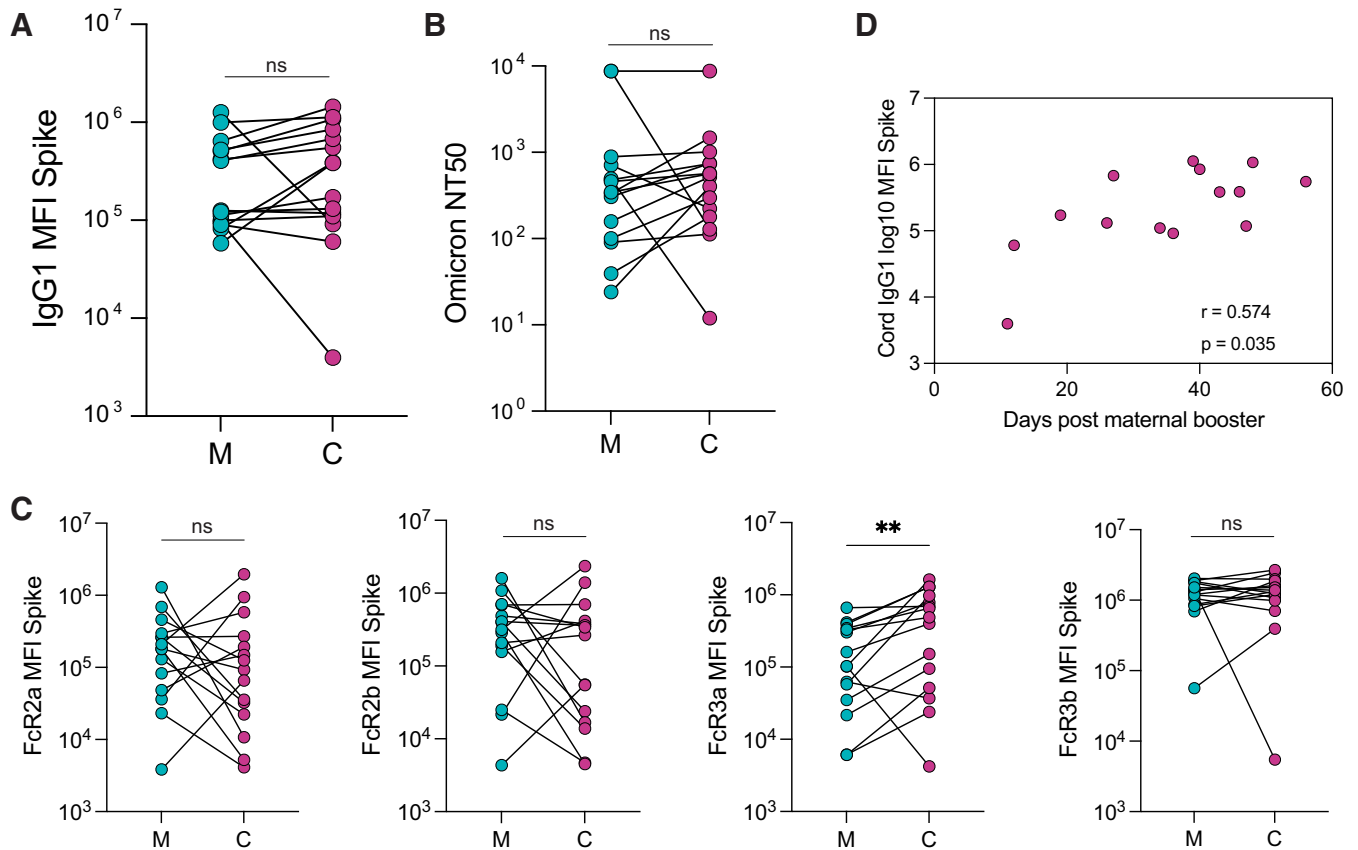 A
IgG1 MFI Spike
10^7
10^6
10^5
10^4
10^3
ns
M C
B
Omicron NT50
10^4
10^3
10^2
10^1
10^0
ns
M C
D
Cord IgG1 log10 MFI Spike
7
6
5
4
3
r = 0.574
p = 0.035
0 20 40 60
Days post maternal booster
C
FcR2a MFI Spike
10^7
10^6
10^5
10^4
10^3
ns
M C
FcR2b MFI Spike
10^7
10^6
10^5
10^4
10^3
ns
M C
FcR3a MFI Spike
10^7
10^6
10^5
10^4
10^3
**
M C
FcR3b MFI Spike
10^7
10^6
10^5
10^4
10^3
ns
M C